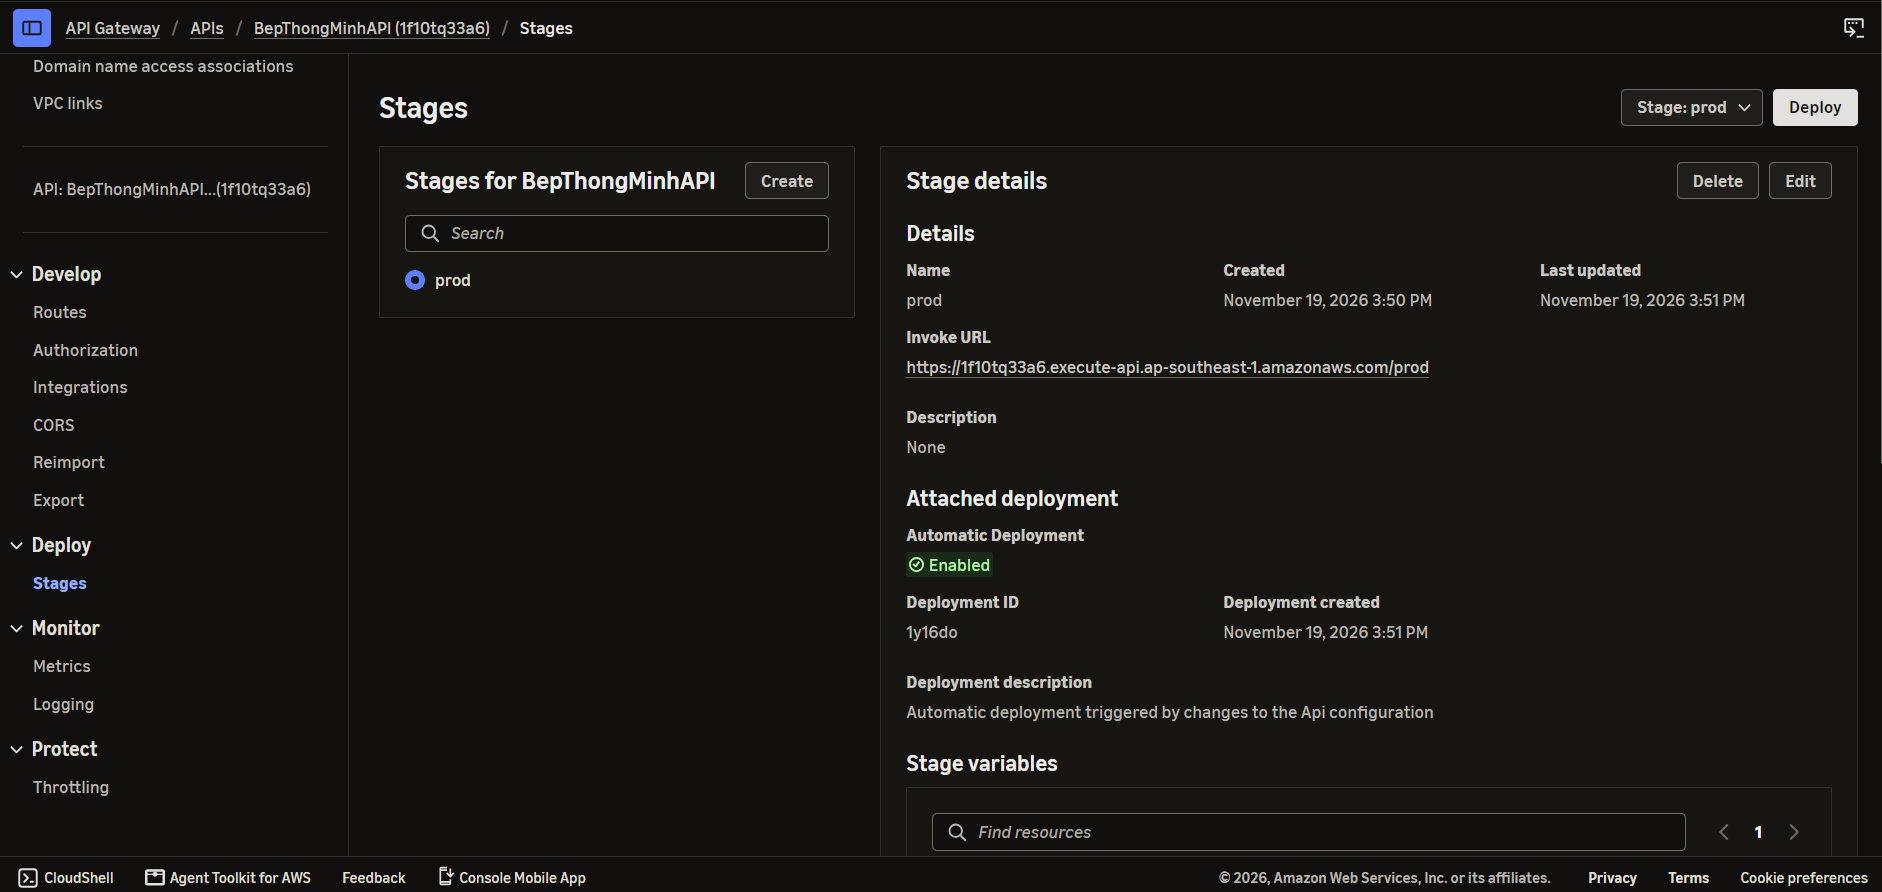 API Gateway / APIs / BepThongMinhAPI (1f10tq33a6) / Stages
Domain name access associations
VPC links
API: BepThongMinhAPI...(1f10tq33a6)
Develop
Routes
Authorization
Integrations
CORS
Reimport
Export
Deploy
Stages
Monitor
Metrics
Logging
Protect
Throttling
Stages
Stage: prod
Deploy
Stages for BepThongMinhAPI
Create
Search
prod
Stage details
Delete
Edit
Details
Name
prod
Created
November 19, 2026 3:50 PM
Last updated
November 19, 2026 3:51 PM
Invoke URL
https://1f10tq33a6.execute-api.ap-southeast-1.amazonaws.com/prod
Description
None
Attached deployment
Automatic Deployment
Enabled
Deployment ID
1y16do
Deployment created
November 19, 2026 3:51 PM
Deployment description
Automatic deployment triggered by changes to the Api configuration
Stage variables
Find resources
1
CloudShell
Agent Toolkit for AWS
Feedback
Console Mobile App
© 2026, Amazon Web Services, Inc. or its affiliates.
Privacy
Terms
Cookie preferences